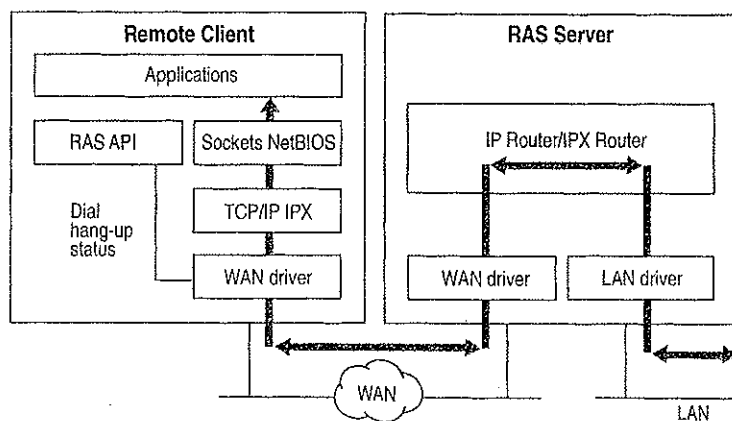 Remote Client
Applications
RAS API
Sockets NetBIOS
TCP/IP IPX
Dial
hang-up
status
WAN driver
RAS Server
IP Router/IPX Router
WAN driver
LAN driver
WAN
LAN